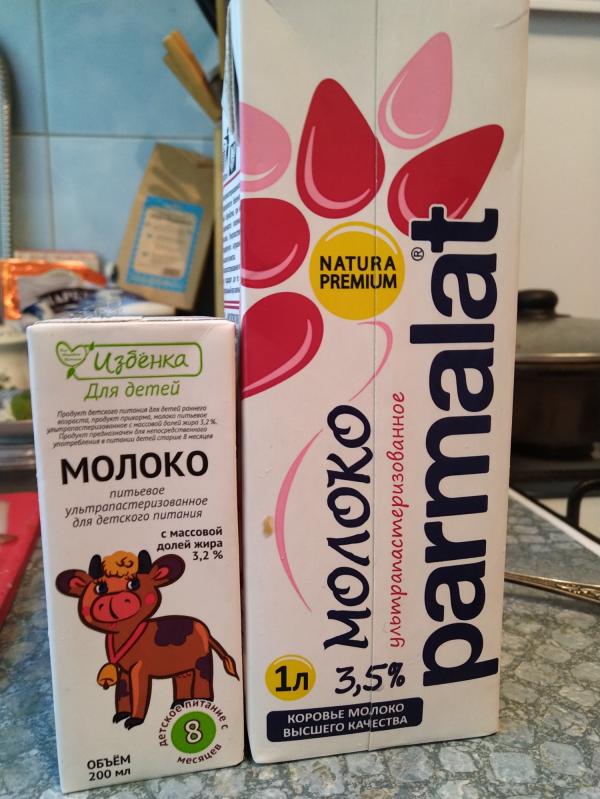 Избёнка
Для детей
Продукт детского питания для детей раннего
возраста, продукт прикорма, молоко питьевое
ультрапастеризованное с массовой долей жира 3,2%.
Продукт предназначен для непосредственного
употребления в питании детей старше 8 месяцев
МОЛОКО
питьевое
ультрапастеризованное
для детского питания
с массовой
долей жира
3,2 %
детское питание с
8
месяцев
ОБЪЁМ
200 мл
NATURA
PREMIUM
parmalat®
МОЛОКО
ультрапастеризованное
1л
3,5%
КОРОВЬЕ МОЛОКО
ВЫСШЕГО КАЧЕСТВА